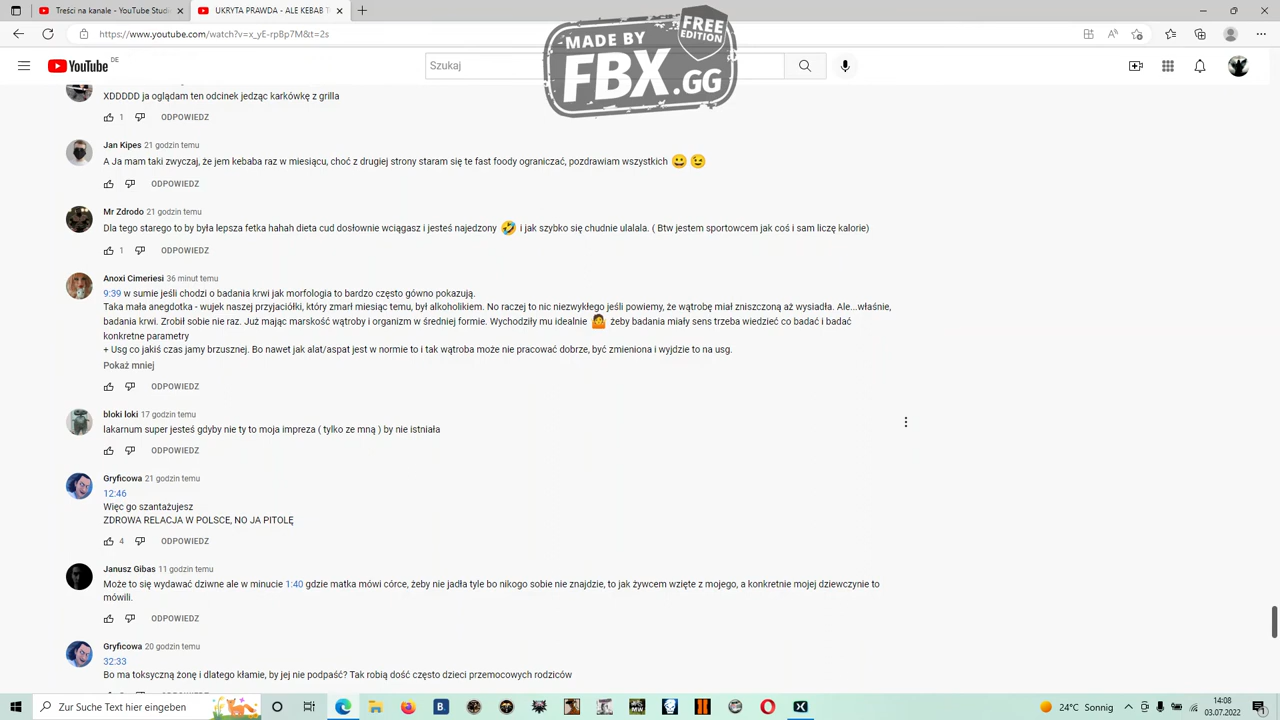 Treści na kanale - YouTube Studio
UKRYTA PRAWDA - ALE KEBAB T
https://www.youtube.com/watch?v=x_yE-rpBp7M&t=2s
YouTube DE
Szukaj
MADE BY
FBX.GG
FREE
EDITION
XDDDDD ja oglądam ten odcinek jedząc karkówkę z grilla
1 ODPOWIEDZ
Jan Kipes 21 godzin temu
A Ja mam taki zwyczaj, że jem kebaba raz w miesiącu, choć z drugiej strony staram się te fast foody ograniczać, pozdrawiam wszystkich 😀 😉
ODPOWIEDZ
Mr Zdrodo 21 godzin temu
Dla tego starego to by była lepsza fetka hahah dieta cud dosłownie wciągasz i jesteś najedzony 🤣 i jak szybko się chudnie ulalala. ( Btw jestem sportowcem jak coś i sam liczę kalorie)
1 ODPOWIEDZ
Anoxi Cimeriesi 36 minut temu
9:39 w sumie jeśli chodzi o badania krwi jak morfologia to bardzo często gówno pokazują.
Taka mała anegdotka - wujek naszej przyjaciółki, który zmarł miesiąc temu, był alkoholikiem. No raczej to nic niezwykłego jeśli powiemy, że wątrobę miał zniszczoną aż wysiadła. Ale...właśnie,
badania krwi. Zrobił sobie nie raz. Już mając marskość wątroby i organizm w średniej formie. Wychodziły mu idealnie 🤷 żeby badania miały sens trzeba wiedzieć co badać i badać
konkretne parametry
+ Usg co jakiś czas jamy brzusznej. Bo nawet jak alat/aspat jest w normie to i tak wątroba może nie pracować dobrze, być zmieniona i wyjdzie to na usg.
Pokaż mniej
ODPOWIEDZ
bloki loki 17 godzin temu
lakarnum super jesteś gdyby nie ty to moja impreza ( tylko ze mną ) by nie istniała
ODPOWIEDZ
Gryficowa 21 godzin temu
12:46
Więc go szantażujesz
ZDROWA RELACJA W POLSCE, NO JA PITOLĘ
4 ODPOWIEDZ
Janusz Gibas 11 godzin temu
Może to się wydawać dziwne ale w minucie 1:40 gdzie matka mówi córce, żeby nie jadła tyle bo nikogo sobie nie znajdzie, to jak żywcem wzięte z mojego, a konkretnie mojej dziewczynie to
mówili.
ODPOWIEDZ
Gryficowa 20 godzin temu
32:33
Bo ma toksyczną żonę i dlatego kłamie, by jej nie podpaść? Tak robią dość często dzieci przemocowych rodziców
Zur Suche Text hier eingeben
24°C Sonnig
14:08
03.07.2022